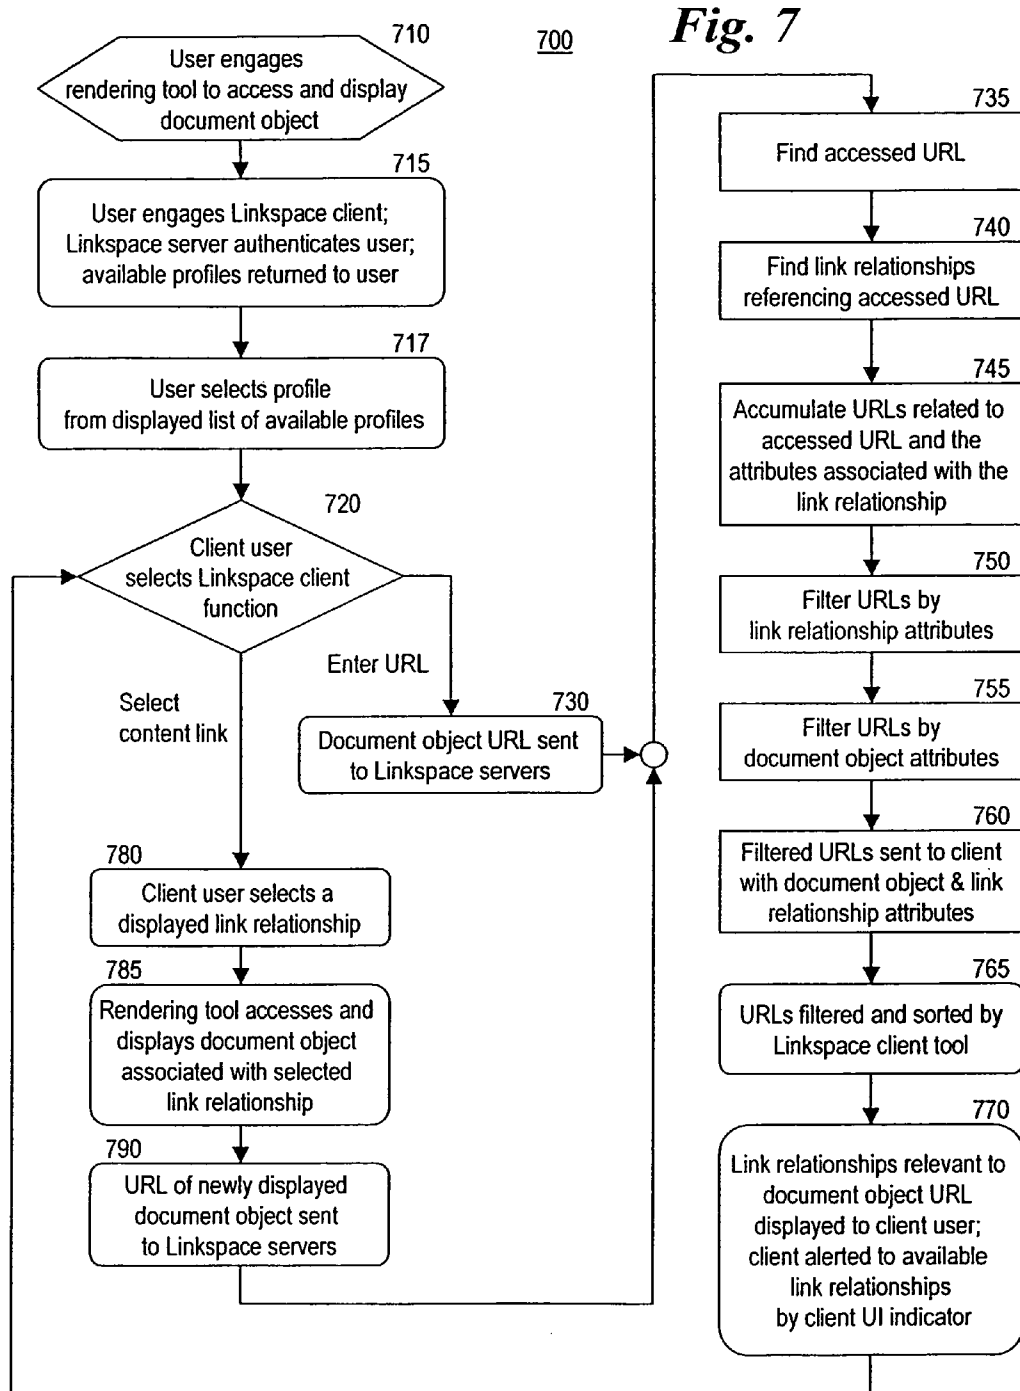 Fig. 7
700
710
User engages
rendering tool to access and display
document object
715
User engages Linkspace client;
Linkspace server authenticates user;
available profiles returned to user
717
User selects profile
from displayed list of available profiles
720
Client user
selects Linkspace client
function
Enter URL
Select
content link
730
Document object URL sent
to Linkspace servers
780
Client user selects a
displayed link relationship
785
Rendering tool accesses and
displays document object
associated with selected
link relationship
790
URL of newly displayed
document object sent
to Linkspace servers
735
Find accessed URL
740
Find link relationships
referencing accessed URL
745
Accumulate URLs related to
accessed URL and the
attributes associated with the
link relationship
750
Filter URLs by
link relationship attributes
755
Filter URLs by
document object attributes
760
Filtered URLs sent to client
with document object & link
relationship attributes
765
URLs filtered and sorted by
Linkspace client tool
770
Link relationships relevant to
document object URL
displayed to client user;
client alerted to available
link relationships
by client UI indicator